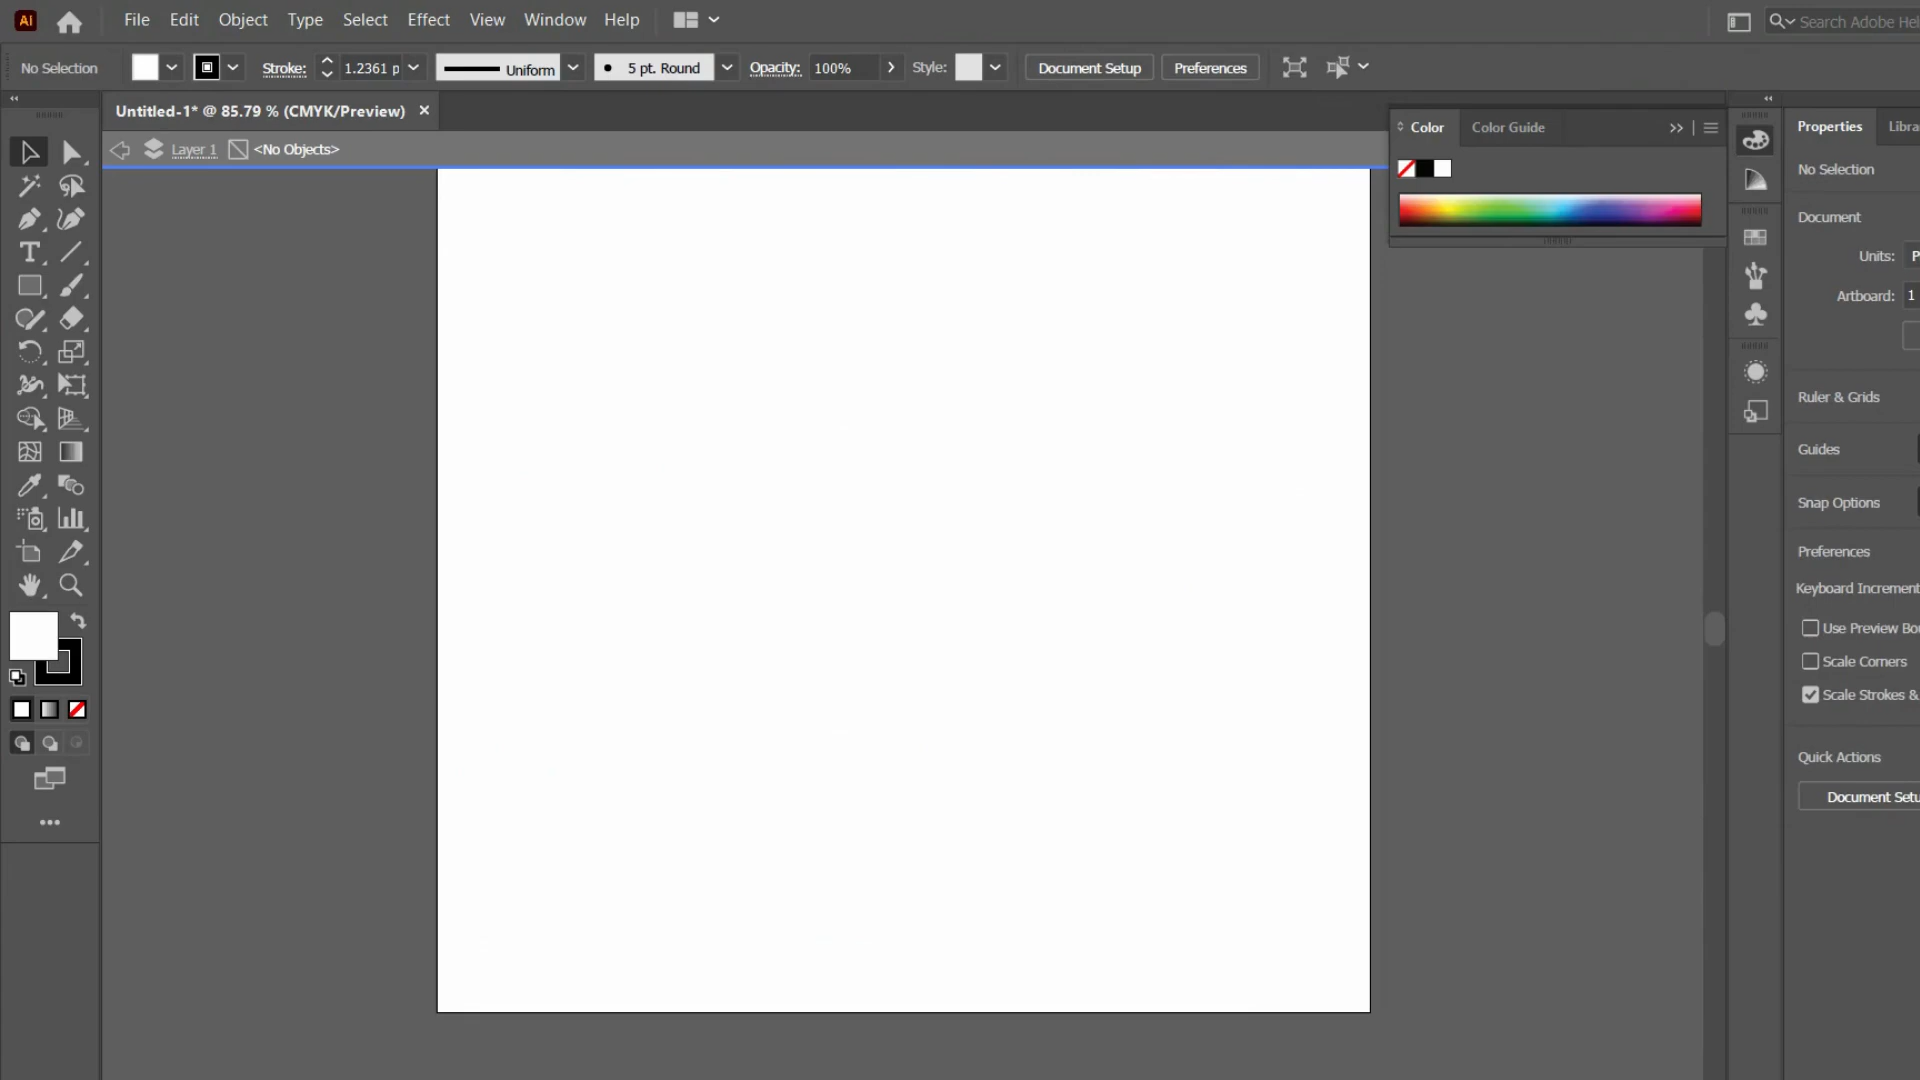 Ai File Edit Object Type Select Effect View Window Help Search Adobe Hel
No Selection Stroke: 1.2361 p Uniform 5 pt. Round Opacity: 100% Style: Document Setup Preferences
Untitled-1* @ 85.79 % (CMYK/Preview)
Layer 1 <No Objects>
Color Color Guide
Properties Libra
No Selection
Document
Units: P
Artboard: 1
Ruler & Grids
Guides
Snap Options
Preferences
Keyboard Increment
Use Preview Bou
Scale Corners
Scale Strokes &
Quick Actions
Document Setu